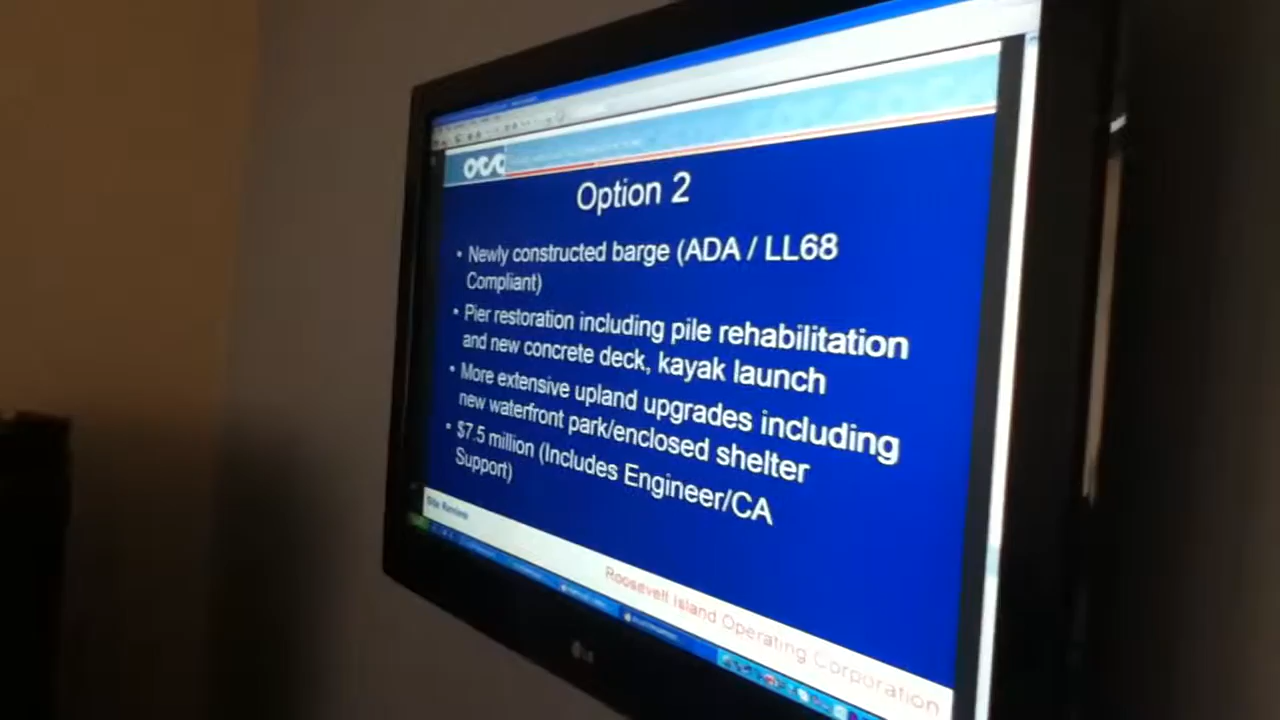 Option 2
• Newly constructed barge (ADA / LL68
Compliant)
• Pier restoration including pile rehabilitation
and new concrete deck, kayak launch
• More extensive upland upgrades including
new waterfront park/enclosed shelter
• $7.5 million (Includes Engineer/CA
Support)
Site Review
Roosevelt Island Operating Corporation
LG